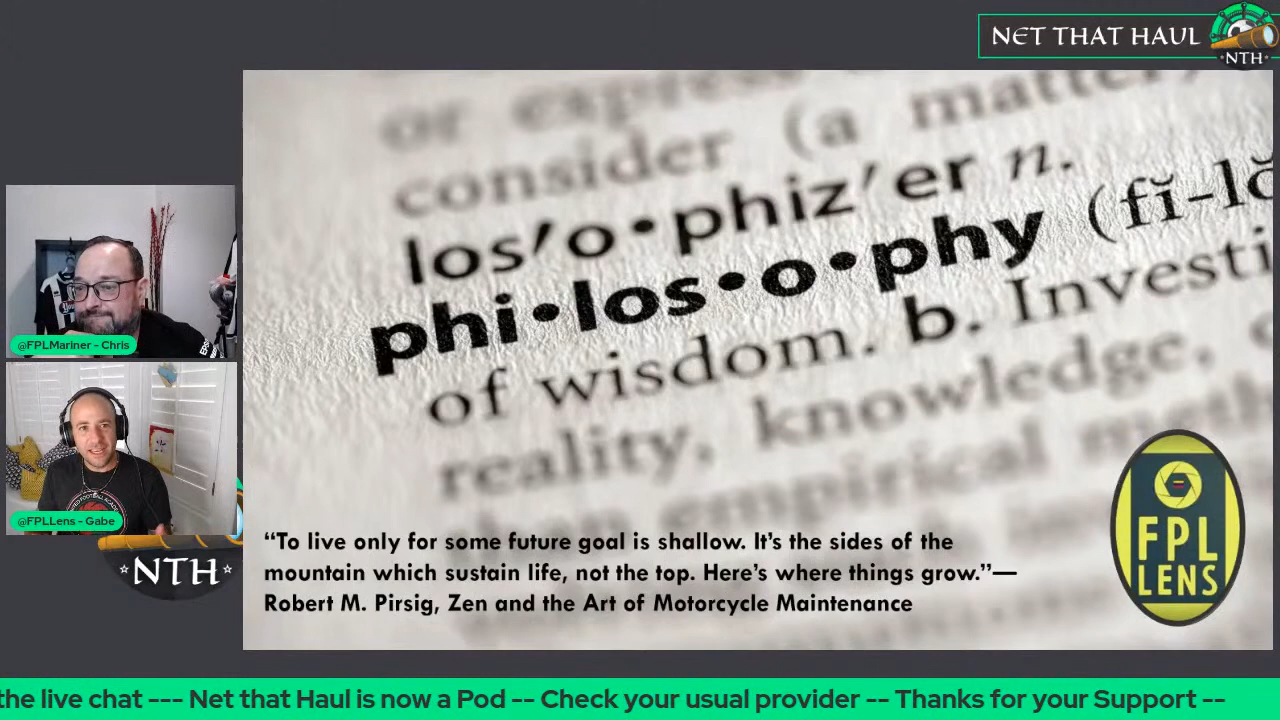 NET THAT HAUL
NTH
or express
consider (a matter)
los′o•phiz′er n.
phi•los•o•phy (fĭ-lŏ
of wisdom. b. Investi
reality, knowledge,
empirical
@FPLMariner - Chris
@FPLLens - Gabe
NTH
“To live only for some future goal is shallow. It’s the sides of the
mountain which sustain life, not the top. Here’s where things grow.”—
Robert M. Pirsig, Zen and the Art of Motorcycle Maintenance
FPL
LENS
the live chat --- Net that Haul is now a Pod -- Check your usual provider -- Thanks for your Support --